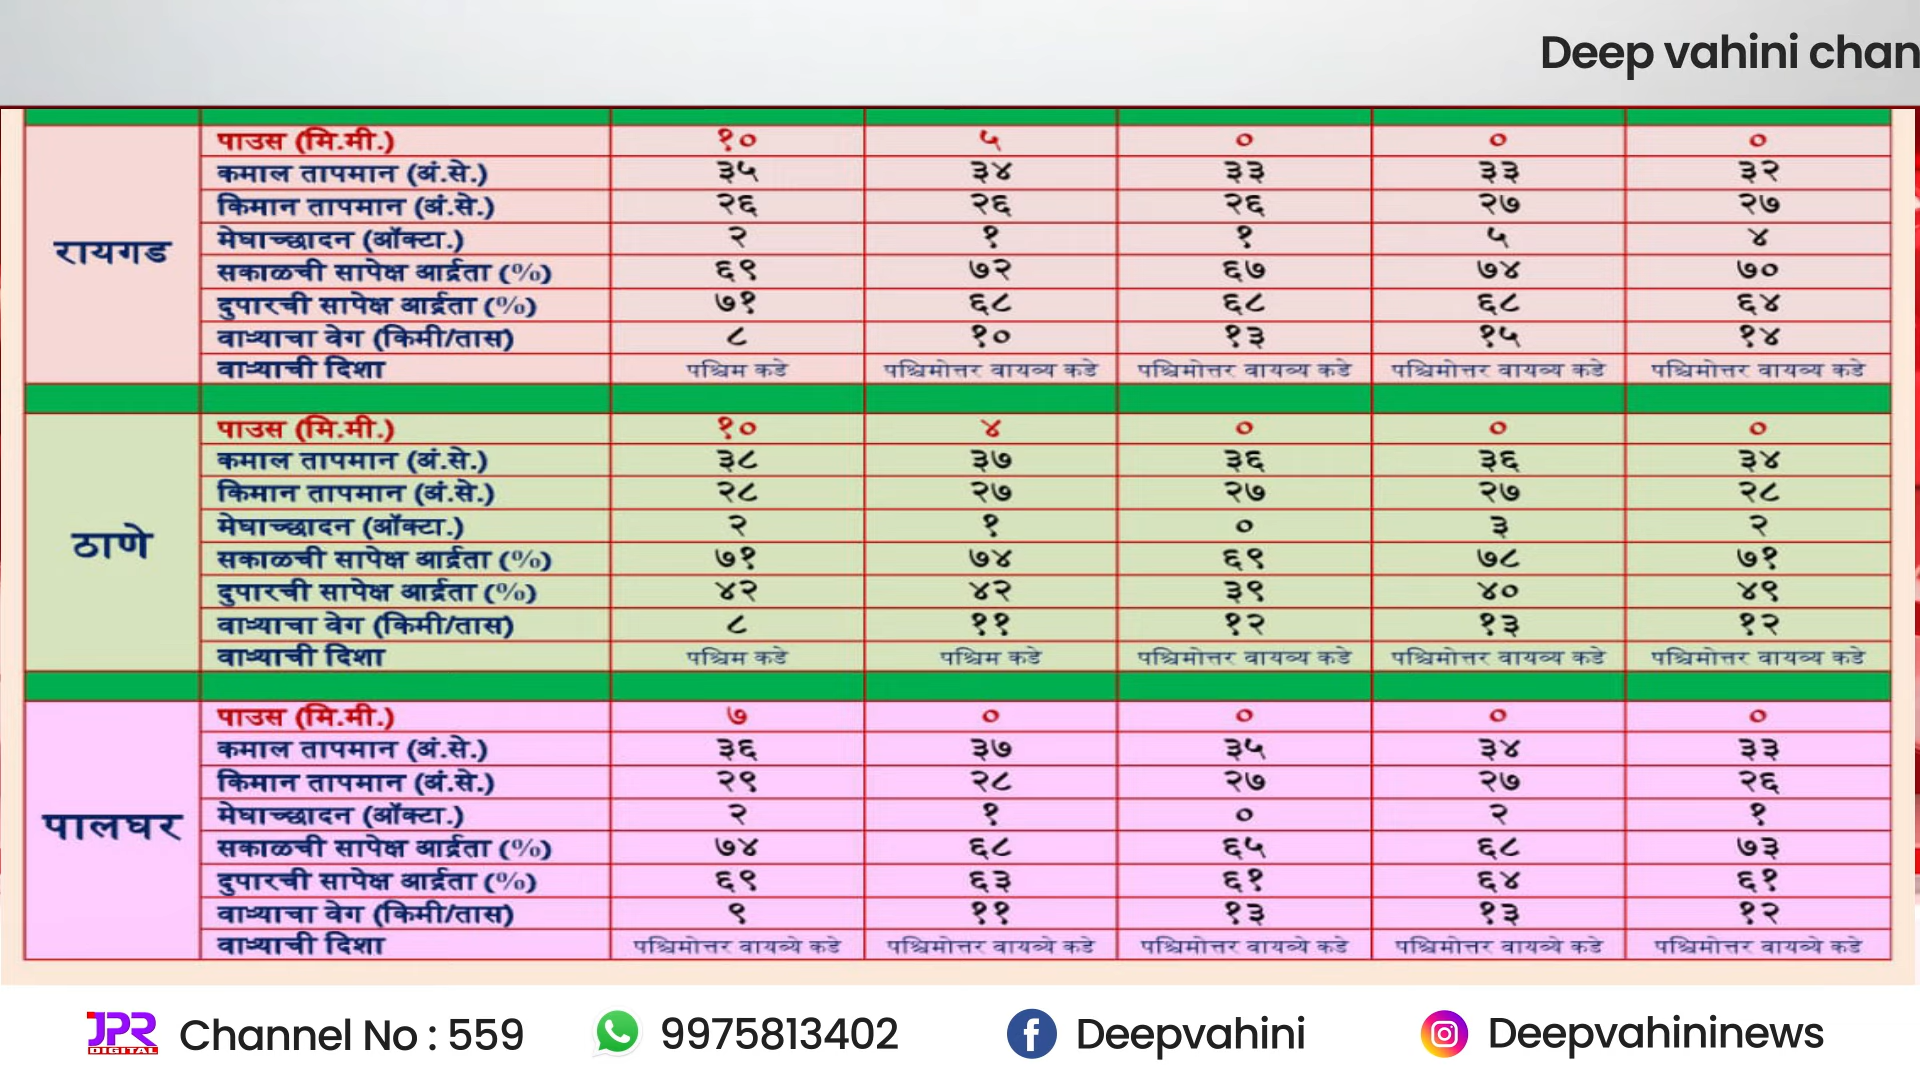 Deep vahini chan
रायगड
पाउस (मि.मी.) १० ५ ० ० ०
कमाल तापमान (अं.से.) ३५ ३४ ३३ ३३ ३२
किमान तापमान (अं.से.) २६ २६ २६ २७ २७
मेघाच्छादन (ऑक्टा.) २ १ १ ५ ४
सकाळची सापेक्ष आर्द्रता (%) ६९ ७२ ६७ ७४ ७०
दुपारची सापेक्ष आर्द्रता (%) ७१ ६८ ६८ ६८ ६४
वाऱ्याचा वेग (किमी/तास) ८ १० १३ १५ १४
वाऱ्याची दिशा पश्चिम कडे पश्चिमोत्तर वायव्य कडे पश्चिमोत्तर वायव्य कडे पश्चिमोत्तर वायव्य कडे पश्चिमोत्तर वायव्य कडे
ठाणे
पाउस (मि.मी.) १० ४ ० ० ०
कमाल तापमान (अं.से.) ३८ ३७ ३६ ३६ ३४
किमान तापमान (अं.से.) २८ २७ २७ २७ २८
मेघाच्छादन (ऑक्टा.) २ १ ० ३ २
सकाळची सापेक्ष आर्द्रता (%) ७१ ७४ ६९ ७८ ७१
दुपारची सापेक्ष आर्द्रता (%) ४२ ४२ ३९ ४० ४९
वाऱ्याचा वेग (किमी/तास) ८ ११ १२ १३ १२
वाऱ्याची दिशा पश्चिम कडे पश्चिम कडे पश्चिमोत्तर वायव्य कडे पश्चिमोत्तर वायव्य कडे पश्चिमोत्तर वायव्य कडे
पालघर
पाउस (मि.मी.) ७ ० ० ० ०
कमाल तापमान (अं.से.) ३६ ३७ ३५ ३४ ३३
किमान तापमान (अं.से.) २९ २८ २७ २७ २६
मेघाच्छादन (ऑक्टा.) २ १ ० २ १
सकाळची सापेक्ष आर्द्रता (%) ७४ ६८ ६५ ६८ ७३
दुपारची सापेक्ष आर्द्रता (%) ६९ ६३ ६१ ६४ ६१
वाऱ्याचा वेग (किमी/तास) ९ ११ १३ १३ १२
वाऱ्याची दिशा पश्चिमोत्तर वायव्ये कडे पश्चिमोत्तर वायव्ये कडे पश्चिमोत्तर वायव्ये कडे पश्चिमोत्तर वायव्ये कडे पश्चिमोत्तर वायव्ये कडे
JPR DIGITAL Channel No : 559 9975813402 Deepvahini Deepvahininews